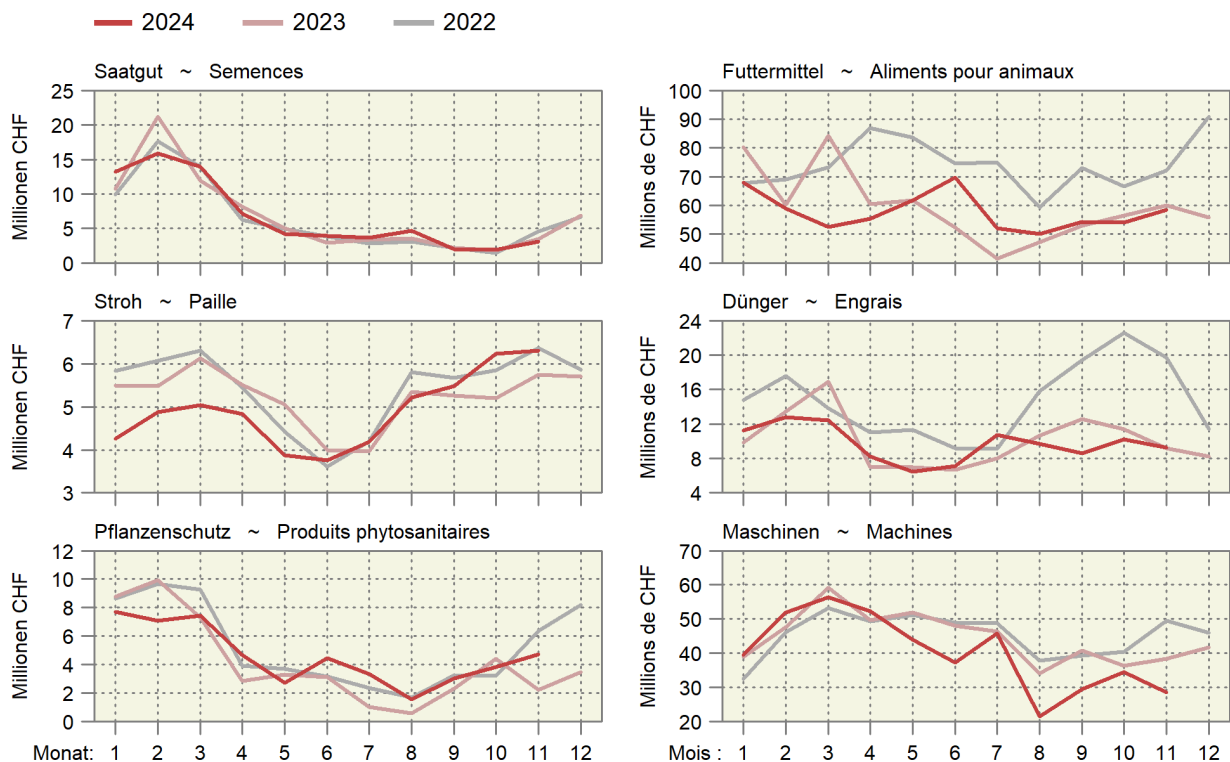 2024 2023 2022
Saatgut ~ Semences
Millionen CHF
25
20
15
10
5
0
Futtermittel ~ Aliments pour animaux
Millions de CHF
100
90
80
70
60
50
40
Stroh ~ Paille
Millionen CHF
7
6
5
4
3
Dünger ~ Engrais
Millions de CHF
24
20
16
12
8
4
Pflanzenschutz ~ Produits phytosanitaires
Millionen CHF
12
10
8
6
4
2
0
Monat: 1 2 3 4 5 6 7 8 9 10 11 12
Maschinen ~ Machines
Millions de CHF
70
60
50
40
30
20
Mois : 1 2 3 4 5 6 7 8 9 10 11 12